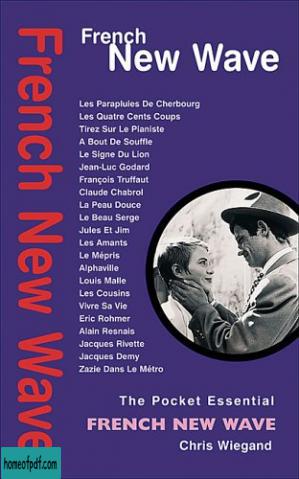 French New Wave
French
New Wave
Les Parapluies De Cherbourg
Les Quatre Cents Coups
Tirez Sur Le Pianiste
A Bout De Souffle
Le Signe Du Lion
Jean-Luc Godard
François Truffaut
Claude Chabrol
La Peau Douce
Le Beau Serge
Jules Et Jim
Les Amants
Le Mépris
Alphaville
Louis Malle
Les Cousins
Vivre Sa Vie
Eric Rohmer
Alain Resnais
Jacques Rivette
Jacques Demy
Zazie Dans Le Métro
The Pocket Essential
FRENCH NEW WAVE
Chris Wiegand
homeofpdf.com